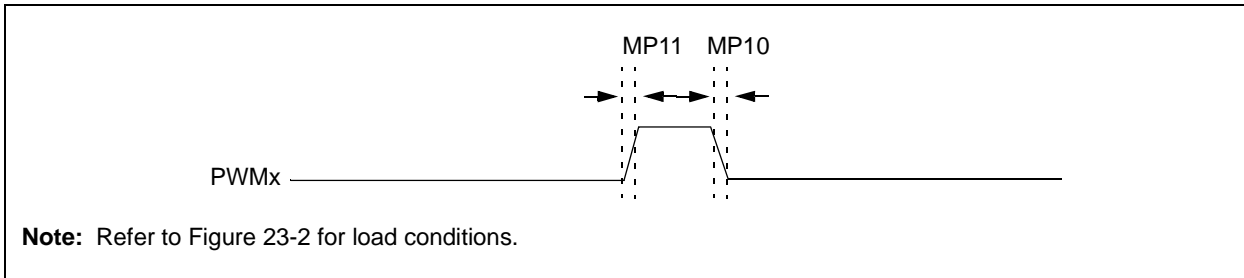 MP11 MP10
PWMx
Note: Refer to Figure 23-2 for load conditions.